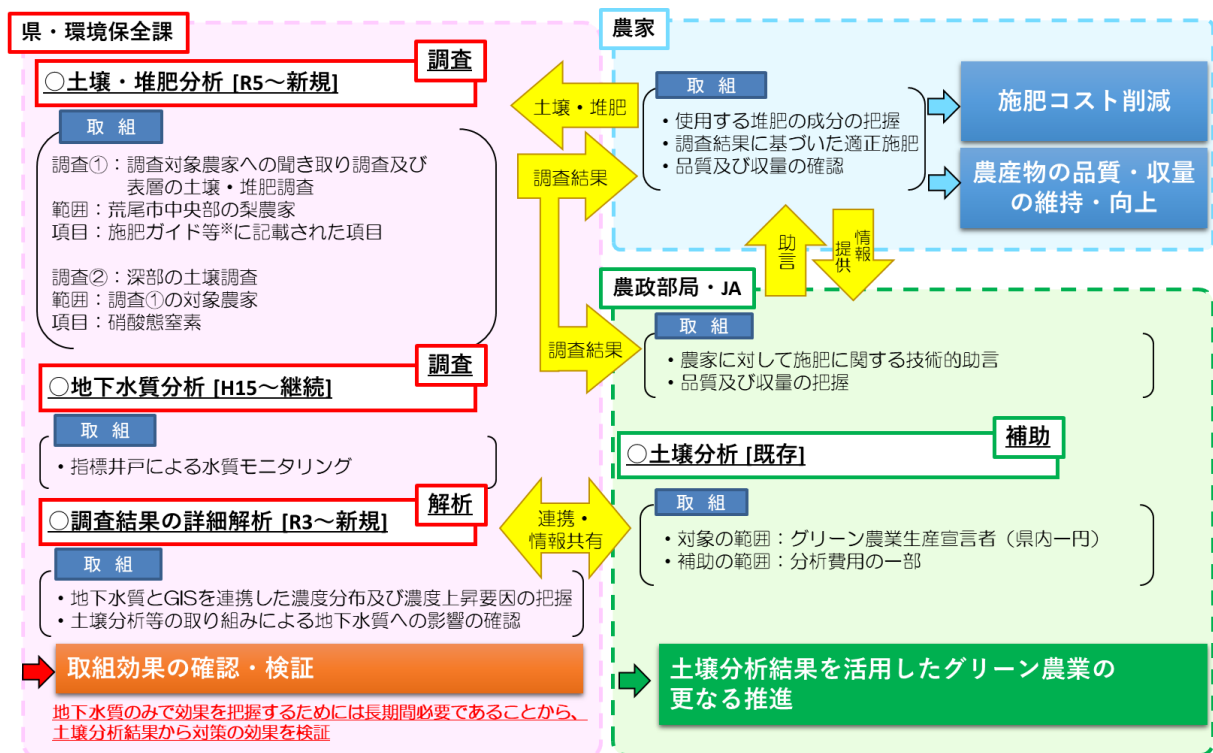 県・環境保全課
調査
○土壌・堆肥分析 [R5～新規]
取 組
調査①：調査対象農家への聞き取り調査及び
表層の土壌・堆肥調査
範囲：荒尾市中央部の梨農家
項目：施肥ガイド等※に記載された項目
調査②：深部の土壌調査
範囲：調査①の対象農家
項目：硝酸態窒素
調査
○地下水質分析 [H15～継続]
取 組
・指標井戸による水質モニタリング
解析
○調査結果の詳細解析 [R3～新規]
取 組
・地下水質とGISを連携した濃度分布及び濃度上昇要因の把握
・土壌分析等の取り組みによる地下水質への影響の確認
取組効果の確認・検証
地下水質のみで効果を把握するためには長期間必要であることから、
土壌分析結果から対策の効果を検証
土壌・堆肥
調査結果
調査結果
連携・
情報共有
農家
取 組
・使用する堆肥の成分の把握
・調査結果に基づいた適正施肥
・品質及び収量の確認
施肥コスト削減
農産物の品質・収量
の維持・向上
助言
情報
提供
農政部局・JA
取 組
・農家に対して施肥に関する技術的助言
・品質及び収量の把握
補助
○土壌分析 [既存]
取 組
・対象の範囲：グリーン農業生産宣言者（県内一円）
・補助の範囲：分析費用の一部
土壌分析結果を活用したグリーン農業の
更なる推進